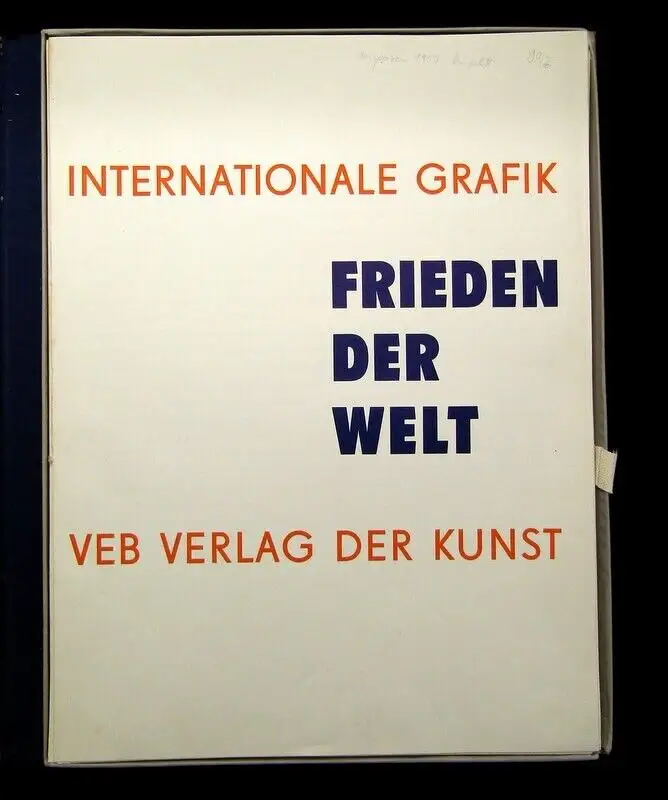 INTERNATIONALE GRAFIK
FRIEDEN
DER
WELT
VEB VERLAG DER KUNST